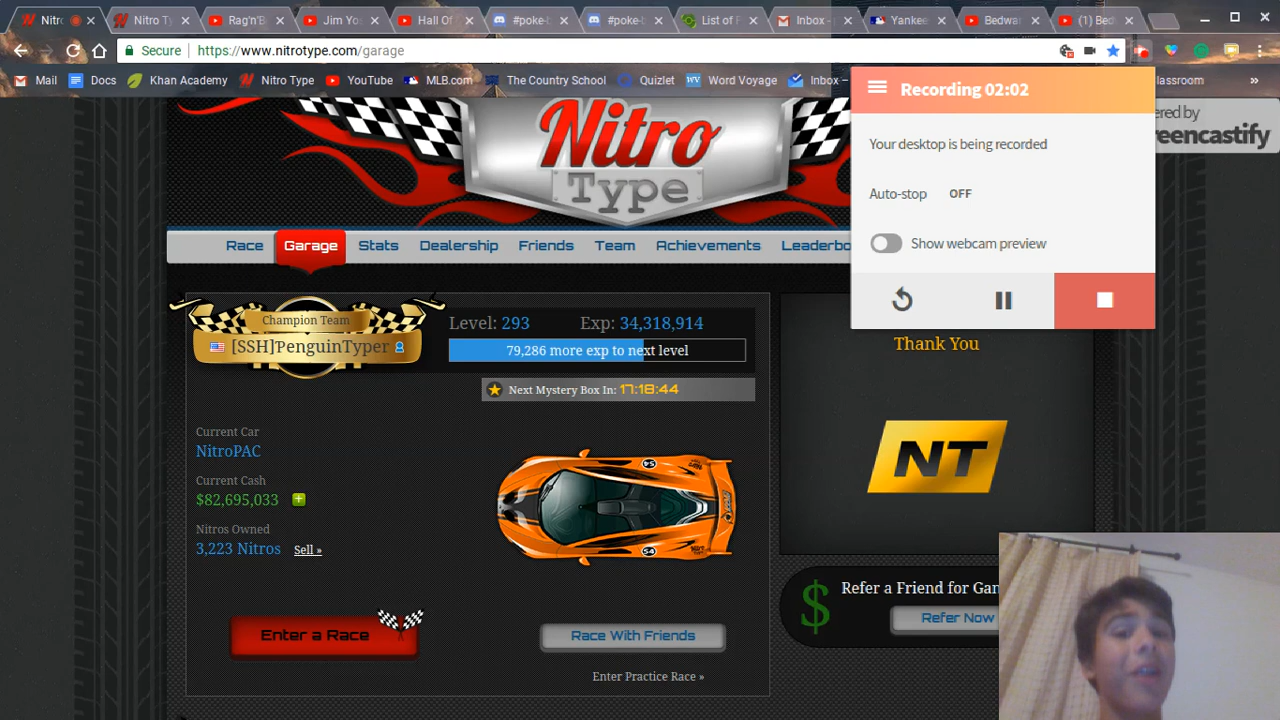 Nitro
Nitro Ty
Rag'n'B
Jim Yo
Hall Of
#poke-b
#poke-b
List of F
Inbox - p
Yankee
Bedwar
(1) Bed
Secure
https://www.nitrotype.com/garage
Mail
Docs
Khan Academy
Nitro Type
YouTube
MLB.com
The Country School
Quizlet
Word Voyage
Inbox –
Classroom
»
Recording 02:02
Your desktop is being recorded
Auto-stop OFF
Show webcam preview
ered by
reencastify
Nitro
Type
Race
Garage
Stats
Dealership
Friends
Team
Achievements
Leaderbo
Champion Team
[SSH]PenguinTyper
Level: 293
Exp: 34,318,914
79,286 more exp to next level
Next Mystery Box In: 17:18:44
Current Car
NitroPAC
Current Cash
$82,695,033
Nitros Owned
3,223 Nitros
Sell »
54
54
Enter a Race
Race With Friends
Enter Practice Race »
Thank You
NT
$
Refer a Friend for Gam
Refer Now